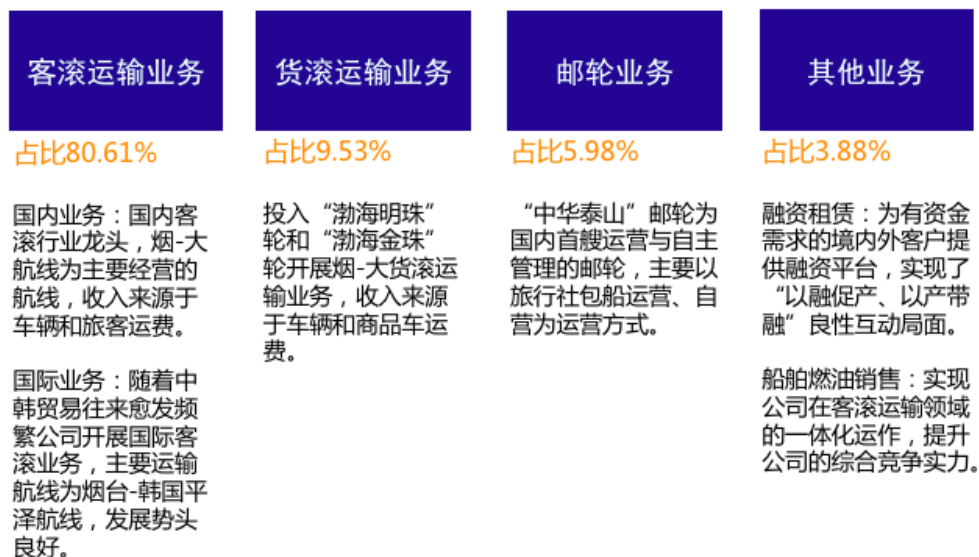 客滚运输业务
占比80.61%
国内业务：国内客
滚行业龙头，烟-大
航线为主要经营的
航线，收入来源于
车辆和旅客运费。
国际业务：随着中
韩贸易往来愈发频
繁公司开展国际客
滚业务，主要运输
航线为烟台-韩国平
泽航线，发展势头
良好。
货滚运输业务
占比9.53%
投入“渤海明珠”
轮和“渤海金珠”
轮开展烟-大货滚运
输业务，收入来源
于车辆和商品车运
费。
邮轮业务
占比5.98%
“中华泰山”邮轮为
国内首艘运营与自主
管理的邮轮，主要以
旅行社包船运营、自
营为运营方式。
其他业务
占比3.88%
融资租赁：为有资金
需求的境内外客户提
供融资平台，实现了
“以融促产、以产带
融”良性互动局面。
船舶燃油销售：实现
公司在客滚运输领域
的一体化运作，提升
公司的综合竞争实力。